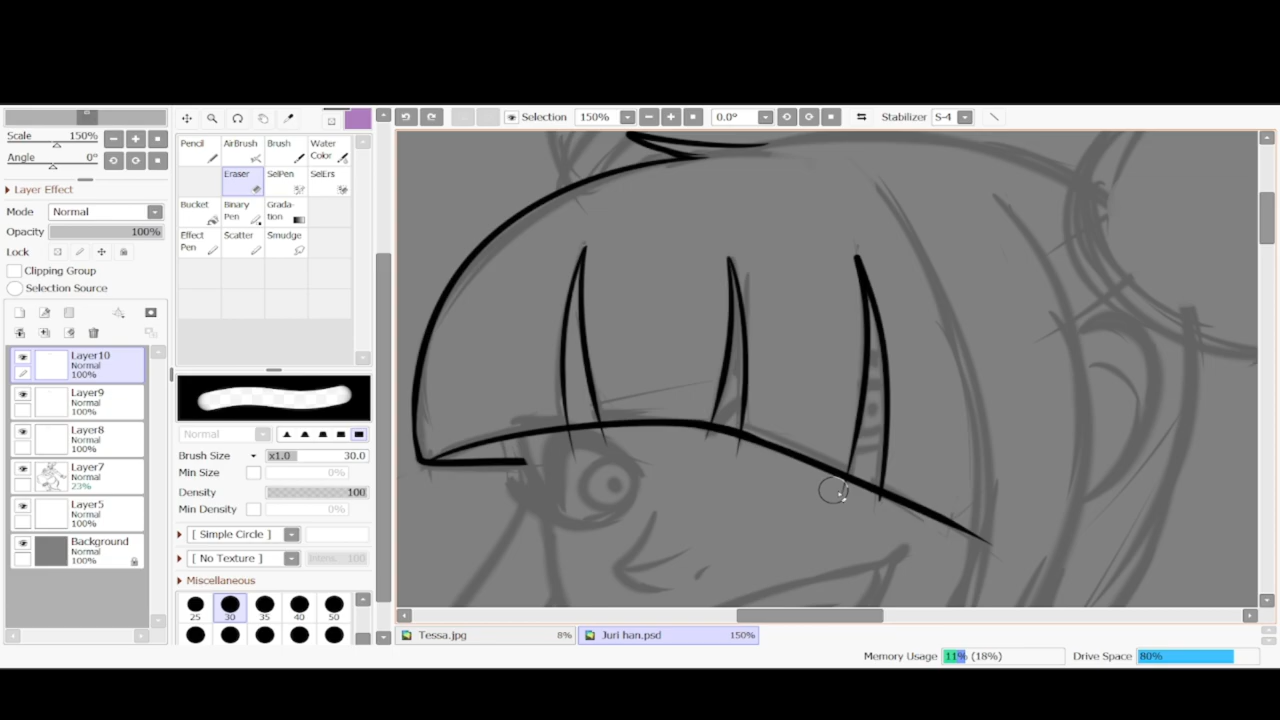 Selection 150% 0.0° Stabilizer S-4
Scale 150%
Angle 0°
Layer Effect
Mode Normal
Opacity 100%
Lock
Clipping Group
Selection Source
Layer10
Normal
100%
Layer9
Normal
100%
Layer8
Normal
100%
Layer7
Normal
23%
Layer5
Normal
100%
Background
Normal
100%
Pencil AirBrush Brush Water Color
Eraser SelPen SelErs
Bucket Binary Pen Grada-tion
Effect Pen Scatter Smudge
Normal
Brush Size x1.0 30.0
Min Size 0%
Density 100
Min Density 0%
[ Simple Circle ]
[ No Texture ] 100
Miscellaneous
25 30 35 40 50
Tessa.jpg 8% Juri han.psd 150%
Memory Usage 11% (18%) Drive Space 80%